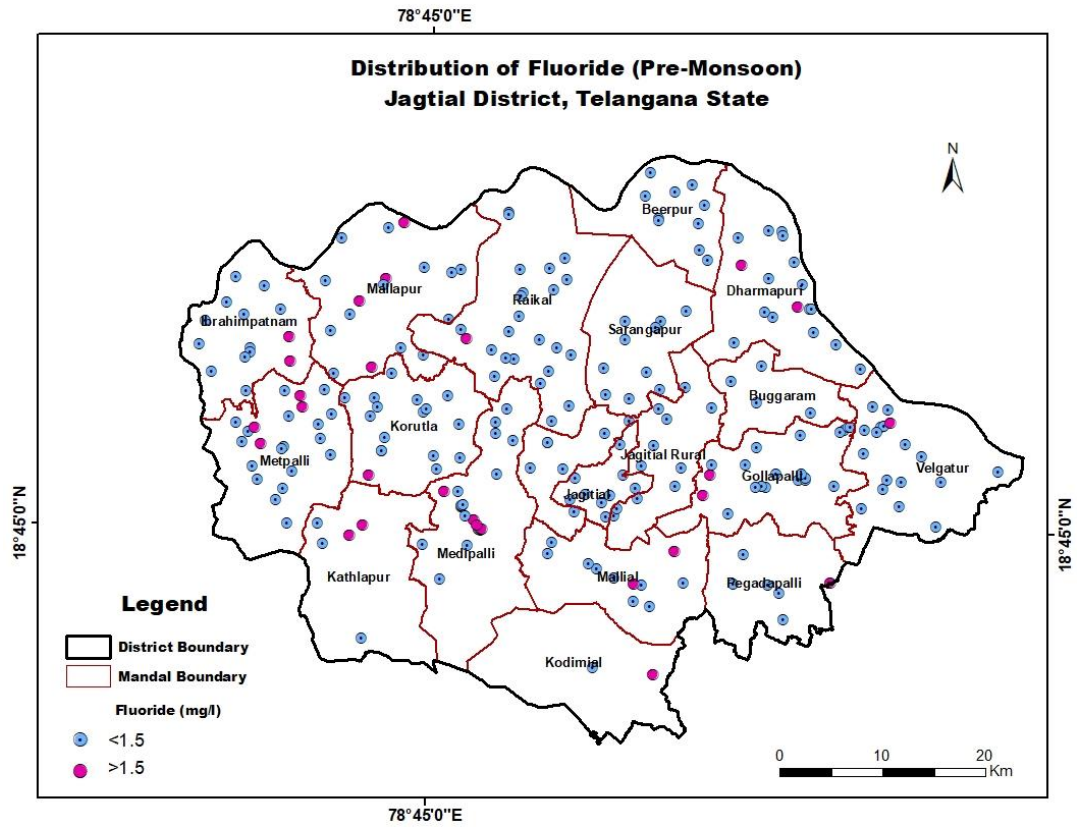 78°45'0"E
Distribution of Fluoride (Pre-Monsoon)
Jagtial District, Telangana State
N
Beerpur
Mallapur
Raikal
Dharmapuri
Ibrahimpatnam
Sarangapur
Buggaram
Korutla
Metpalli
Jagitial Rural
Gollapalli
Velgatur
Jagitial
18°45'0"N
18°45'0"N
Medipalli
Kathlapur
Mallial
Pegadapalli
Kodimial
Legend
District Boundary
Mandal Boundary
Fluoride (mg/l)
<1.5
>1.5
0 10 20
Km
78°45'0"E